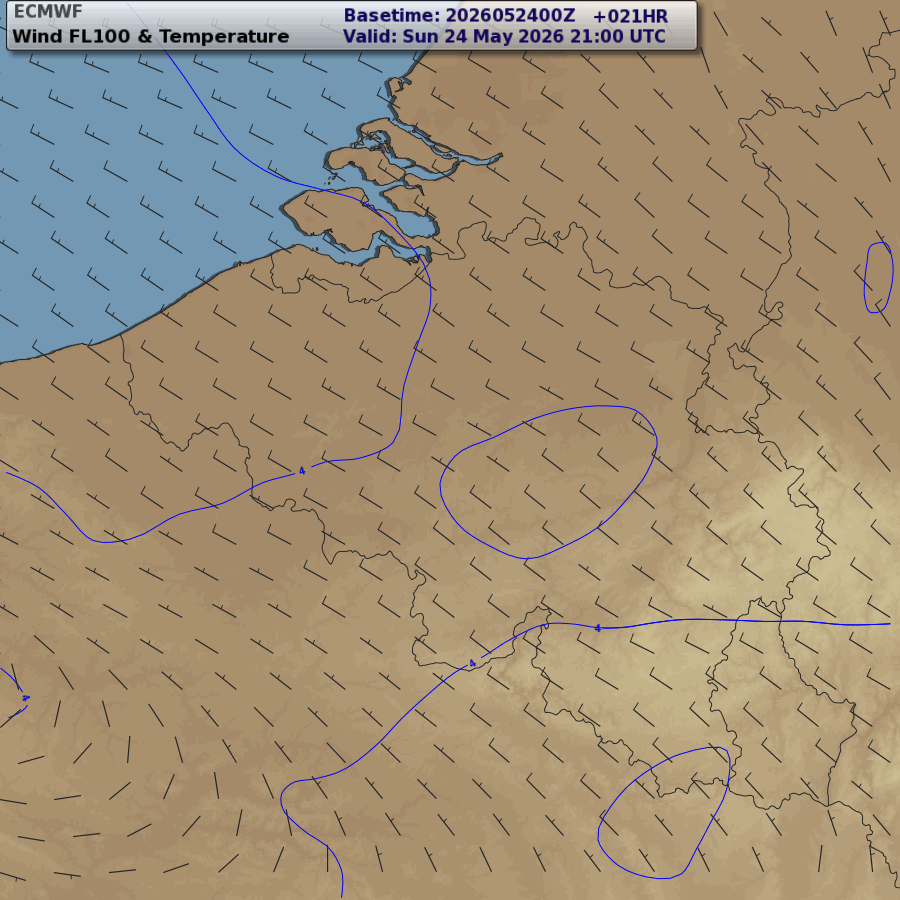 ECMWF
Basetime: 2026052400Z +021HR
Wind FL100 & Temperature
Valid: Sun 24 May 2026 21:00 UTC
4
4
4
4